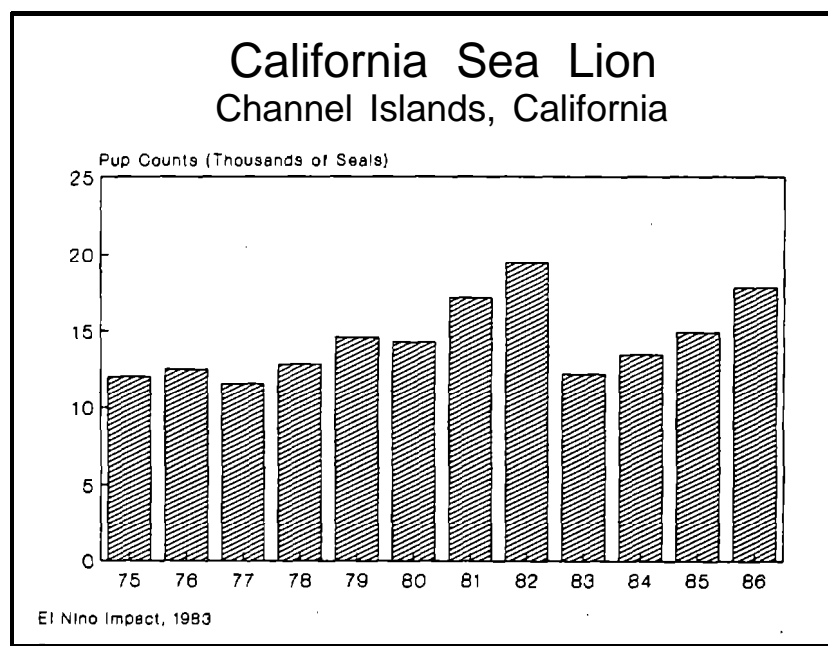 California Sea Lion
Channel Islands, California
Pup Counts (Thousands of Seals)
25
20
15
10
5
0
75 76 77 78 79 80 81 82 83 84 85 86
El Nino Impact, 1983